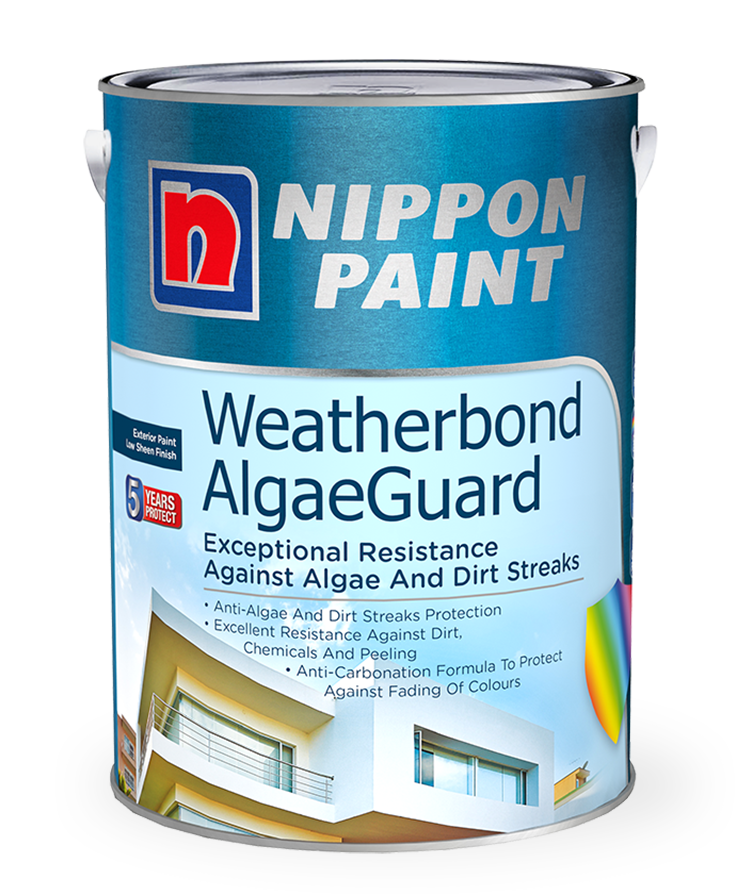 n
NIPPON
PAINT
Weatherbond
AlgaeGuard
Exterior Paint
Low Sheen Finish
5 YEARS
PROTECT
Exceptional Resistance
Against Algae And Dirt Streaks
• Anti-Algae And Dirt Streaks Protection
• Excellent Resistance Against Dirt,
Chemicals And Peeling
• Anti-Carbonation Formula To Protect
Against Fading Of Colours